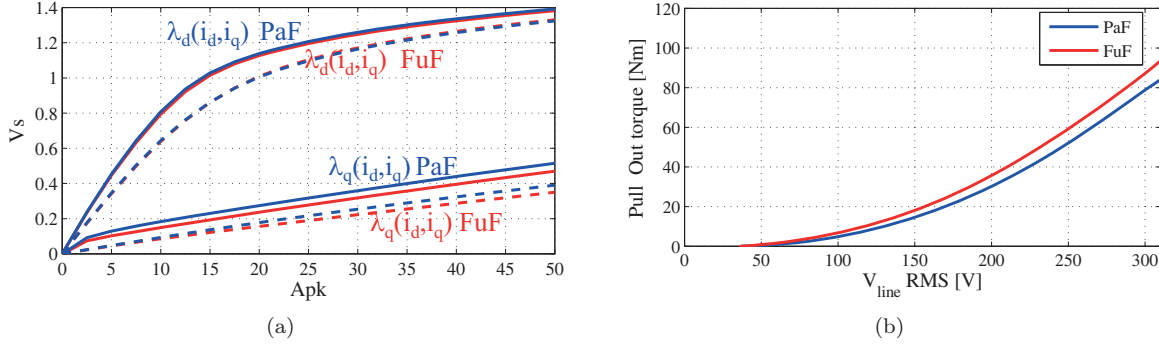 1.4
1.2
1
0.8
0.6
0.4
0.2
0
Vs
λd(id,iq) PaF
λd(id,iq) FuF
λq(id,iq) PaF
λq(id,iq) FuF
0 5 10 15 20 25 30 35 40 45 50
Apk
(a)
120
100
80
60
40
20
0
Pull Out torque [Nm]
PaF
FuF
0 50 100 150 200 250 300
Vline RMS [V]
(b)